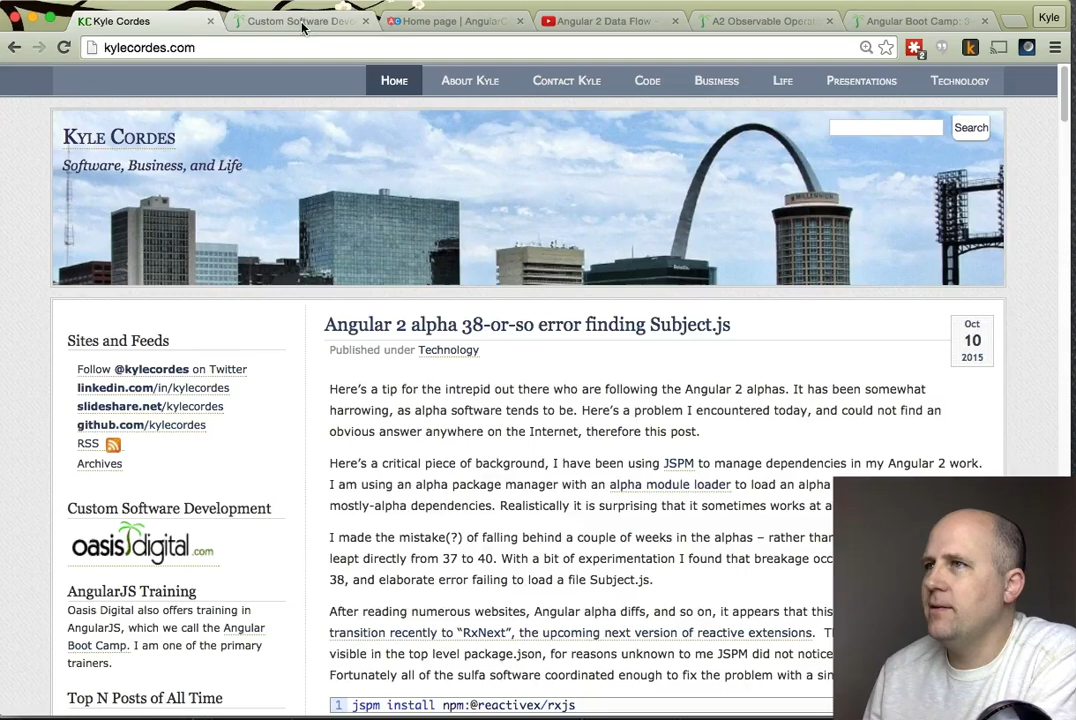 KC Kyle Cordes
Custom Software Deve
Home page | AngularC
Angular 2 Data Flow –
A2 Observable Operat
Angular Boot Camp: 3
Kyle
kylecordes.com
2
k
Home
About Kyle
Contact Kyle
Code
Business
Life
Presentations
Technology
Kyle Cordes
Software, Business, and Life
Search
Sites and Feeds
Follow @kylecordes on Twitter
linkedin.com/in/kylecordes
slideshare.net/kylecordes
github.com/kylecordes
RSS
Archives
Custom Software Development
oasisdigital.com
AngularJS Training
Oasis Digital also offers training in
AngularJS, which we call the Angular
Boot Camp. I am one of the primary
trainers.
Top N Posts of All Time
Angular 2 alpha 38-or-so error finding Subject.js
Published under Technology
Oct
10
2015
Here's a tip for the intrepid out there who are following the Angular 2 alphas. It has been somewhat
harrowing, as alpha software tends to be. Here's a problem I encountered today, and could not find an
obvious answer anywhere on the Internet, therefore this post.
Here's a critical piece of background, I have been using JSPM to manage dependencies in my Angular 2 work.
I am using an alpha package manager with an alpha module loader to load an alpha
mostly-alpha dependencies. Realistically it is surprising that it sometimes works at a
I made the mistake(?) of falling behind a couple of weeks in the alphas – rather than
leapt directly from 37 to 40. With a bit of experimentation I found that breakage occ
38, and elaborate error failing to load a file Subject.js.
After reading numerous websites, Angular alpha diffs, and so on, it appears that this
transition recently to "RxNext", the upcoming next version of reactive extensions. T
visible in the top level package.json, for reasons unknown to me JSPM did not notice
Fortunately all of the sulfa software coordinated enough to fix the problem with a sin
1 jspm install npm:@reactivex/rxjs